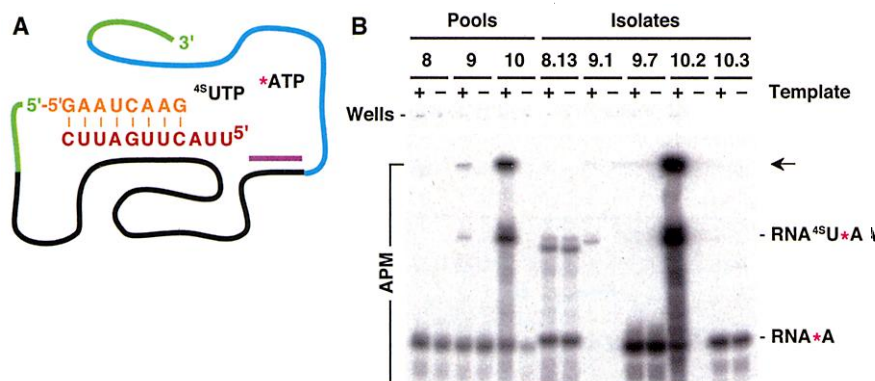 A
3'
4SUTP *ATP
5'-5'GAAUCAAG
CUUAGUUCAUU5'
B
Pools Isolates
8 9 10 8.13 9.1 9.7 10.2 10.3
+ − + − + − + − + − + − + − + − Template
Wells -
APM
- RNA4SU*A
- RNA*A